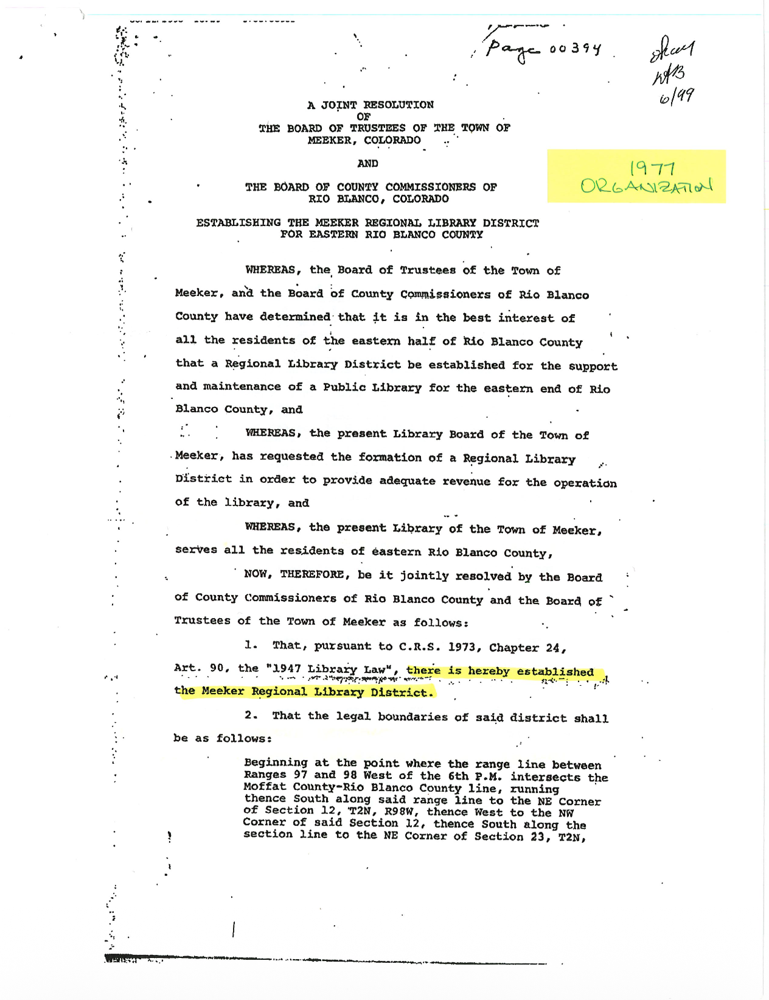 Page 00394
okay
6/99
A JOINT RESOLUTION
OF
THE BOARD OF TRUSTEES OF THE TOWN OF
MEEKER, COLORADO
AND
1977
ORGANIZATION
THE BOARD OF COUNTY COMMISSIONERS OF
RIO BLANCO, COLORADO
ESTABLISHING THE MEEKER REGIONAL LIBRARY DISTRICT
FOR EASTERN RIO BLANCO COUNTY
WHEREAS, the Board of Trustees of the Town of
Meeker, and the Board of County Commissioners of Rio Blanco
County have determined that it is in the best interest of
all the residents of the eastern half of Rio Blanco County
that a Regional Library District be established for the support
and maintenance of a Public Library for the eastern end of Rio
Blanco County, and
WHEREAS, the present Library Board of the Town of
Meeker, has requested the formation of a Regional Library
District in order to provide adequate revenue for the operation
of the library, and
WHEREAS, the present Library of the Town of Meeker,
serves all the residents of eastern Rio Blanco County,
NOW, THEREFORE, be it jointly resolved by the Board
of County Commissioners of Rio Blanco County and the Board of
Trustees of the Town of Meeker as follows:
1. That, pursuant to C.R.S. 1973, Chapter 24,
Art. 90, the "1947 Library Law", there is hereby established
the Meeker Regional Library District.
2. That the legal boundaries of said district shall
be as follows:
Beginning at the point where the range line between
Ranges 97 and 98 West of the 6th P.M. intersects the
Moffat County-Rio Blanco County line, running
thence South along said range line to the NE Corner
of Section 12, T2N, R98W, thence West to the NW
Corner of said Section 12, thence South along the
section line to the NE Corner of Section 23, T2N,